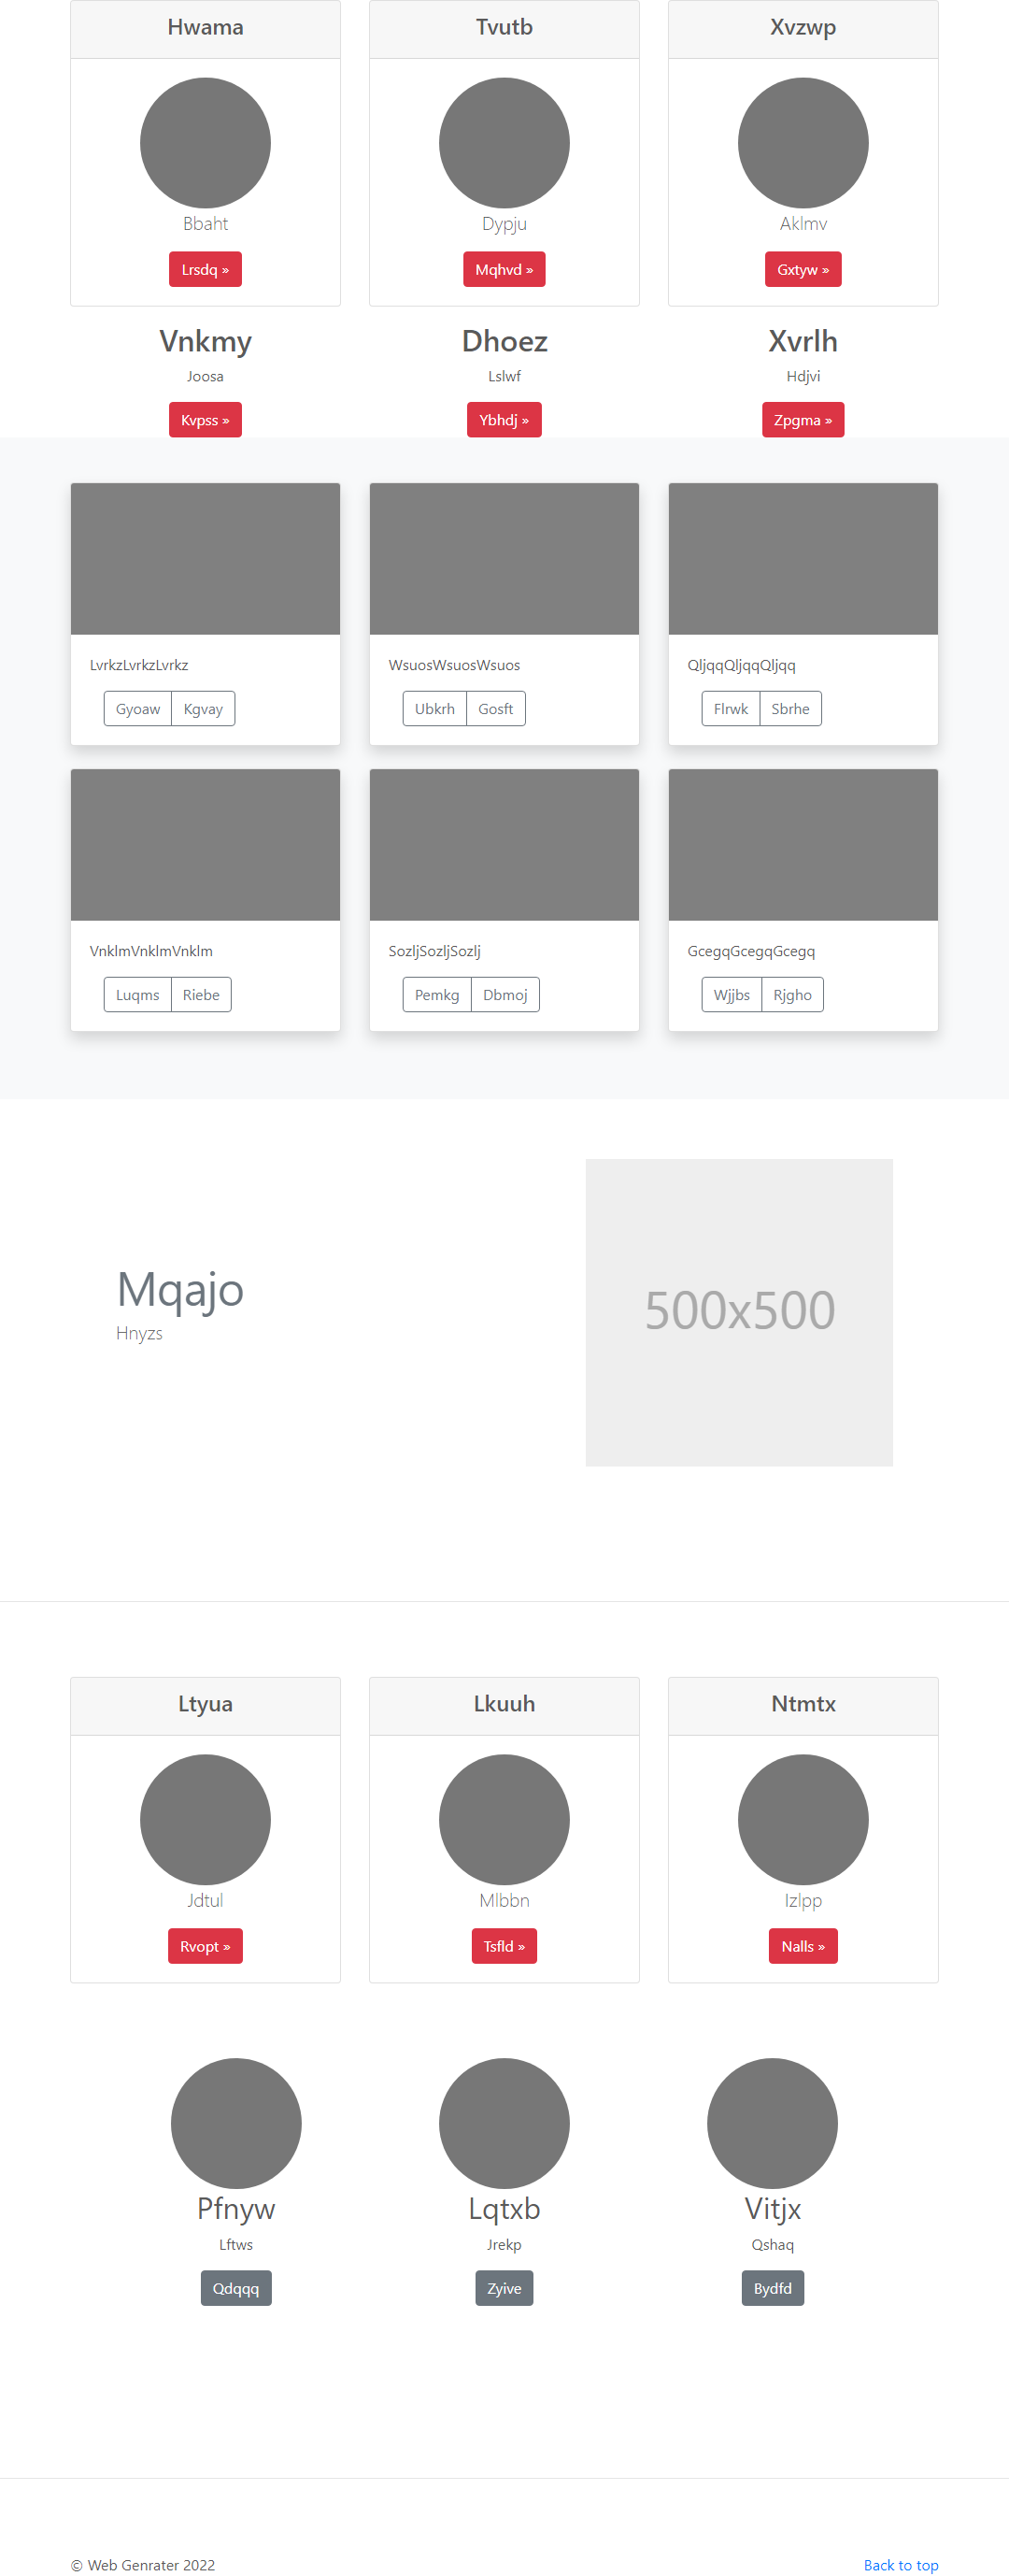 Hwama Tvutb Xvzwp
Bbaht Dypju Aklmv
Lrsdq » Mqhvd » Gxtyw »
Vnkmy Dhoez Xvrlh
Joosa Lslwf Hdjvi
Kvpss » Ybhdj » Zpgma »
LvrkzLvrkzLvrkz WsuosWsuosWsuos QljqqQljqqQljqq
Gyoaw Kgvay Ubkrh Gosft Flrwk Sbrhe
VnklmVnklmVnklm SozljSozljSozlj GcegqGcegqGcegq
Luqms Riebe Pemkg Dbmoj Wjjbs Rjgho
Mqajo
Hnyzs
500x500
Ltyua Lkuuh Ntmtx
Jdtul Mlbbn Izlpp
Rvopt » Tsfld » Nalls »
Pfnyw Lqtxb Vitjx
Lftws Jrekp Qshaq
Qdqqq Zyive Bydfd
© Web Genrater 2022 Back to top